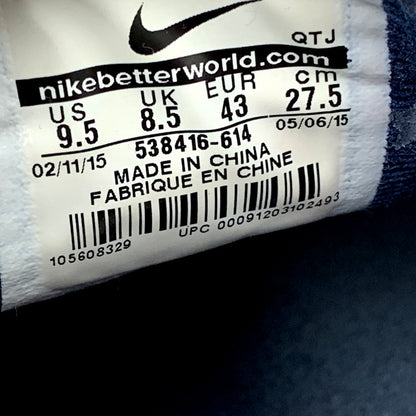 QTJ
nikebetterworld.com
US UK EUR cm
9.5 8.5 43 27.5
02/11/15 538416-614 05/06/15
MADE IN CHINA
FABRIQUE EN CHINE
105608329 UPC 00091203102493